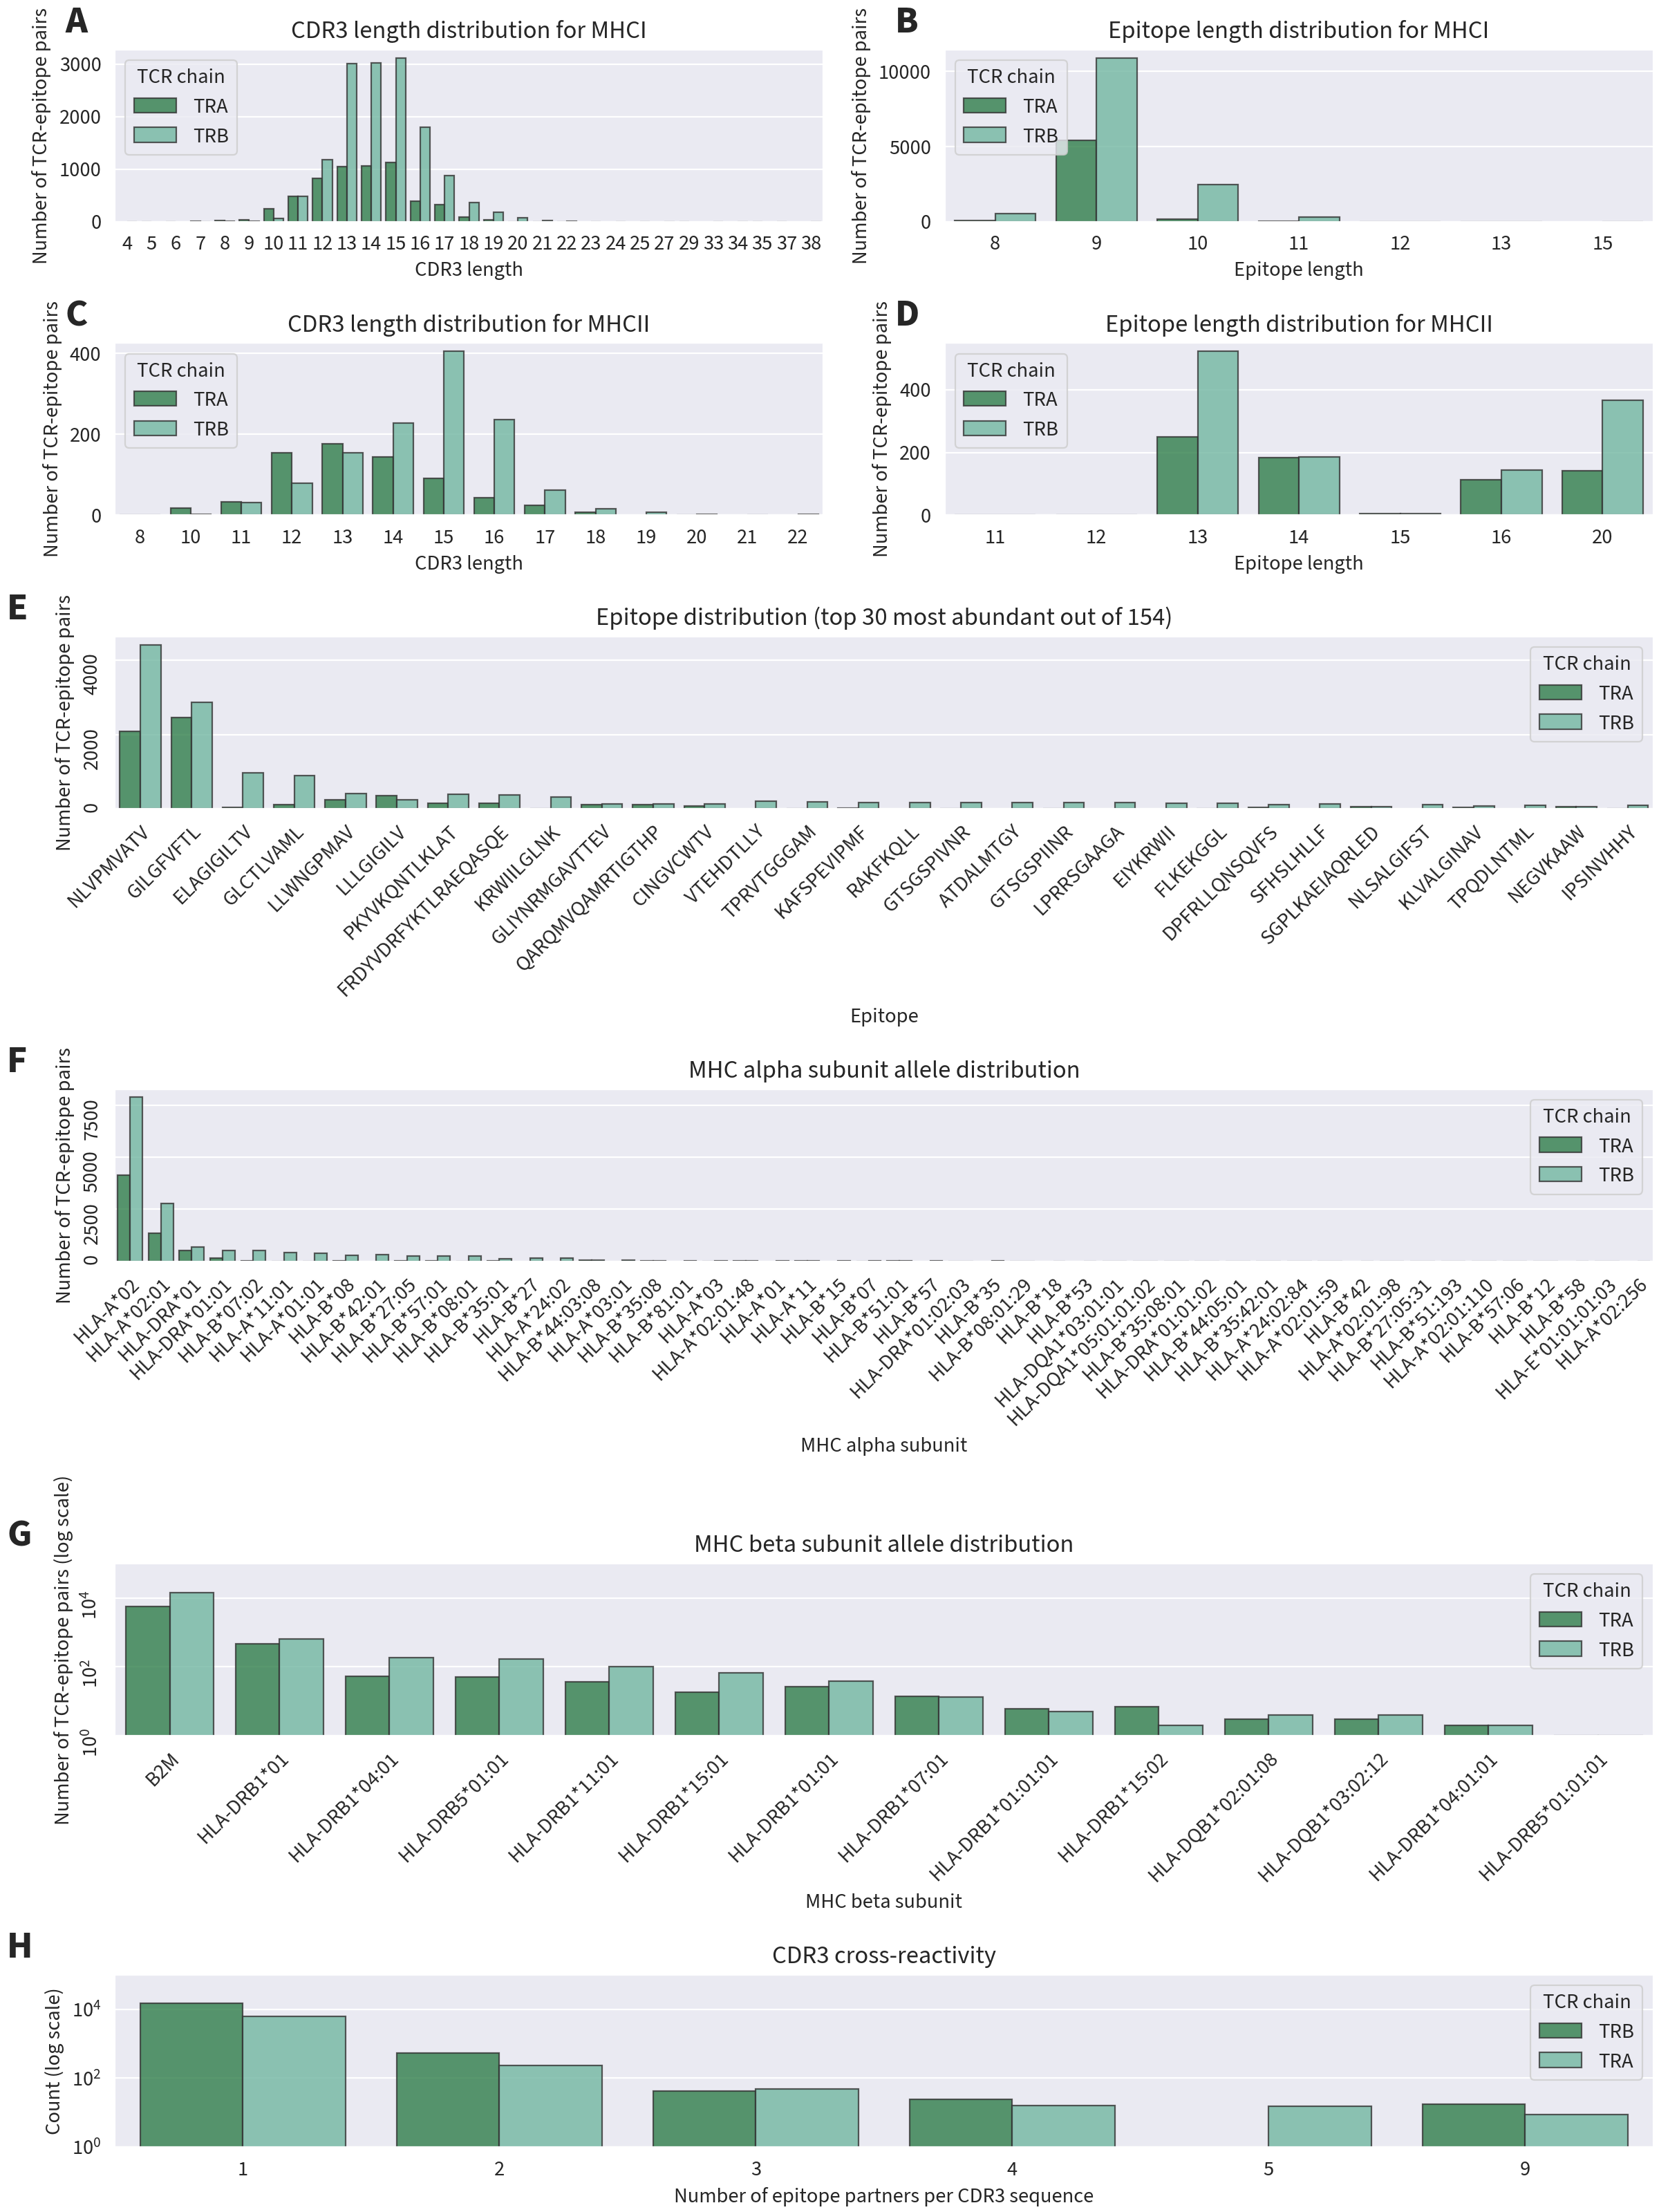 A
CDR3 length distribution for MHCI
Number of TCR-epitope pairs
3000
2000
1000
0
TCR chain
TRA
TRB
4 5 6 7 8 9 10 11 12 13 14 15 16 17 18 19 20 21 22 23 24 25 27 29 33 34 35 37 38
CDR3 length
B
Epitope length distribution for MHCI
Number of TCR-epitope pairs
10000
5000
0
TCR chain
TRA
TRB
8 9 10 11 12 13 15
Epitope length
C
CDR3 length distribution for MHCII
Number of TCR-epitope pairs
400
200
0
TCR chain
TRA
TRB
8 10 11 12 13 14 15 16 17 18 19 20 21 22
CDR3 length
D
Epitope length distribution for MHCII
Number of TCR-epitope pairs
400
200
0
TCR chain
TRA
TRB
11 12 13 14 15 16 20
Epitope length
E
Epitope distribution (top 30 most abundant out of 154)
Number of TCR-epitope pairs
4000
2000
0
TCR chain
TRA
TRB
NLVPMVATV
GILGFVFTL
ELAGIGILTV
GLCTLVAML
LLWNGPMAV
LLLGIGILV
PKYVKQNTLKLAT
FRDYVDRFYKTLRAEQASQE
KRWIILGLNK
GLIYNRMGAVTTEV
QARQMVQAMRTIGTHP
CINGVCWTV
VTEHDTLLY
TPRVTGGGAM
KAFSPEVIPMF
RAKFKQLL
GTSGSPIVNR
ATDALMTGY
GTSGSPIINR
LPRRSGAAGA
EIYKRWII
FLKEKGGL
DPFRLLQNSQVFS
SFHSLHLLF
SGPLKAEIAQRLED
NLSALGIFST
KLVALGINAV
TPQDLNTML
NEGVKAAW
IPSINVHHY
Epitope
F
MHC alpha subunit allele distribution
Number of TCR-epitope pairs
7500
5000
2500
0
TCR chain
TRA
TRB
HLA-A*02
HLA-A*02:01
HLA-DRA*01
HLA-DRA*01:01
HLA-B*07:02
HLA-A*11:01
HLA-A*01:01
HLA-B*08
HLA-B*42:01
HLA-B*27:05
HLA-B*57:01
HLA-B*08:01
HLA-B*35:01
HLA-B*27
HLA-A*24:02
HLA-B*44:03:08
HLA-A*03:01
HLA-B*35:08
HLA-B*81:01
HLA-A*03
HLA-A*02:01:48
HLA-A*01
HLA-A*11
HLA-B*15
HLA-B*07
HLA-B*51:01
HLA-B*57
HLA-DRA*01:02:03
HLA-B*35
HLA-B*08:01:29
HLA-B*18
HLA-B*53
HLA-DQA1*03:01:01
HLA-DQA1*05:01:01:02
HLA-B*35:08:01
HLA-DRA*01:01:02
HLA-B*44:05:01
HLA-B*35:42:01
HLA-A*24:02:84
HLA-A*02:01:59
HLA-B*42
HLA-A*02:01:98
HLA-B*27:05:31
HLA-B*51:193
HLA-A*02:01:110
HLA-B*57:06
HLA-B*12
HLA-B*58
HLA-E*01:01:01:03
HLA-A*02:256
MHC alpha subunit
G
MHC beta subunit allele distribution
Number of TCR-epitope pairs (log scale)
10⁴
10²
10⁰
TCR chain
TRA
TRB
B2M
HLA-DRB1*01
HLA-DRB1*04:01
HLA-DRB5*01:01
HLA-DRB1*11:01
HLA-DRB1*15:01
HLA-DRB1*01:01
HLA-DRB1*07:01
HLA-DRB1*01:01:01
HLA-DRB1*15:02
HLA-DQB1*02:01:08
HLA-DQB1*03:02:12
HLA-DRB1*04:01:01
HLA-DRB5*01:01:01
MHC beta subunit
H
CDR3 cross-reactivity
Count (log scale)
10⁴
10²
10⁰
TCR chain
TRB
TRA
1 2 3 4 5 9
Number of epitope partners per CDR3 sequence